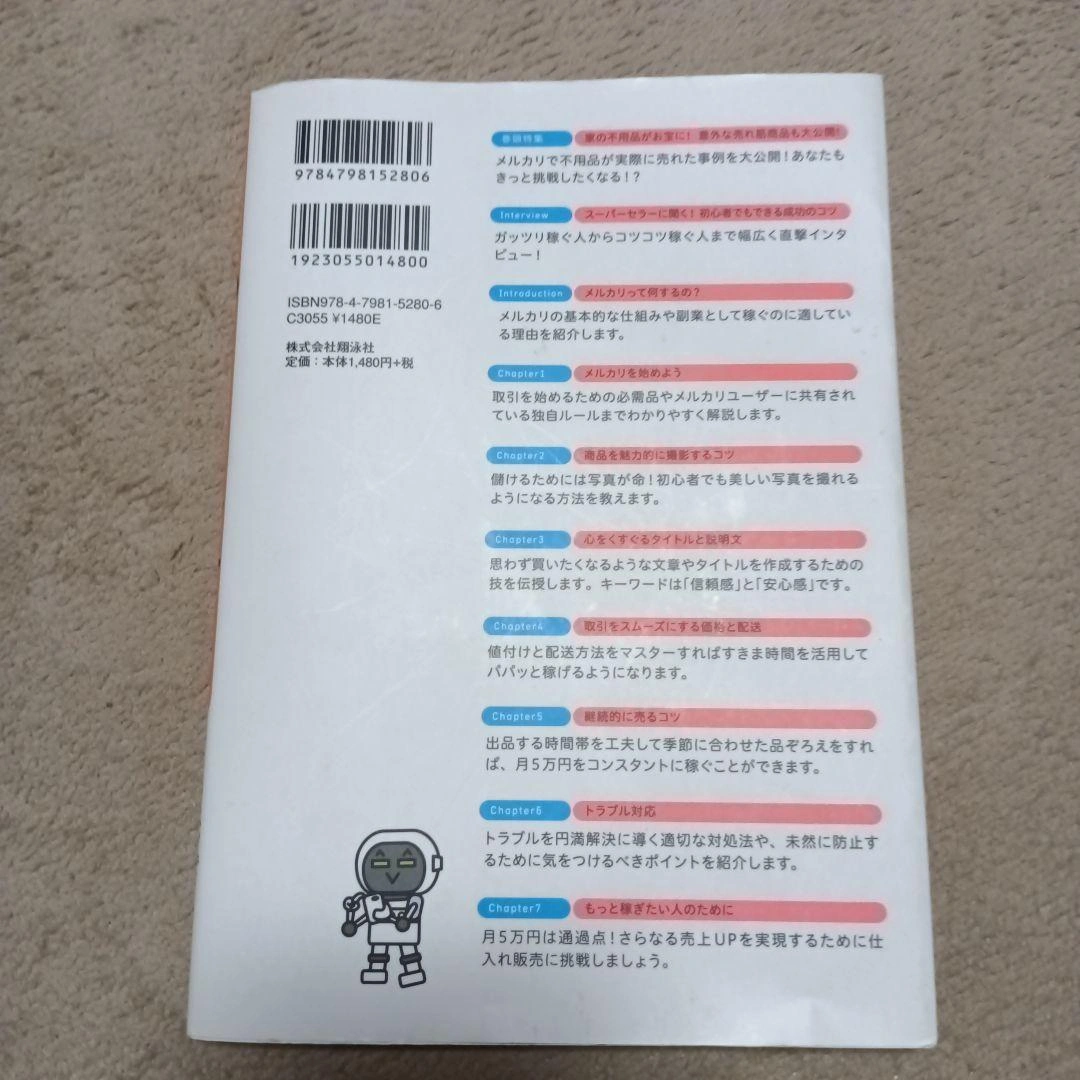 9784798152806
1923055014800
ISBN978-4-7981-5280-6
C3055 ¥1480E
株式会社翔泳社
定価：本体1,480円+税
巻頭特集
家の不用品がお宝に！ 意外な売れ筋商品も大公開！
メルカリで不用品が実際に売れた事例を大公開！あなたも
きっと挑戦したくなる！？
Interview
スーパーセラーに聞く！ 初心者でもできる成功のコツ
ガッツリ稼ぐ人からコツコツ稼ぐ人まで幅広く直撃インタ
ビュー！
Introduction
メルカリって何するの？
メルカリの基本的な仕組みや副業として稼ぐのに適してい
る理由を紹介します。
Chapter1
メルカリを始めよう
取引を始めるための必需品やメルカリユーザーに共有され
ている独自ルールまでわかりやすく解説します。
Chapter2
商品を魅力的に撮影するコツ
儲けるためには写真が命！初心者でも美しい写真を撮れる
ようになる方法を教えます。
Chapter3
心をくすぐるタイトルと説明文
思わず買いたくなるような文章やタイトルを作成するための
技を伝授します。キーワードは「信頼感」と「安心感」です。
Chapter4
取引をスムーズにする価格と配送
値付けと配送方法をマスターすればすきま時間を活用して
パパッと稼げるようになります。
Chapter5
継続的に売るコツ
出品する時間帯を工夫して季節に合わせた品ぞろえをすれ
ば、月5万円をコンスタントに稼ぐことができます。
Chapter6
トラブル対応
トラブルを円満解決に導く適切な対処法や、未然に防止す
るために気をつけるべきポイントを紹介します。
Chapter7
もっと稼ぎたい人のために
月5万円は通過点！さらなる売上UPを実現するために仕
入れ販売に挑戦しましょう。